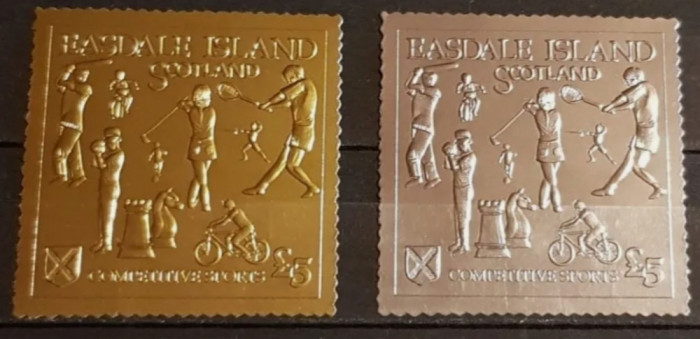 EASDALE ISLAND
SCOTLAND
COMPETITIVE SPORTS £5
EASDALE ISLAND
SCOTLAND
COMPETITIVE SPORTS £5